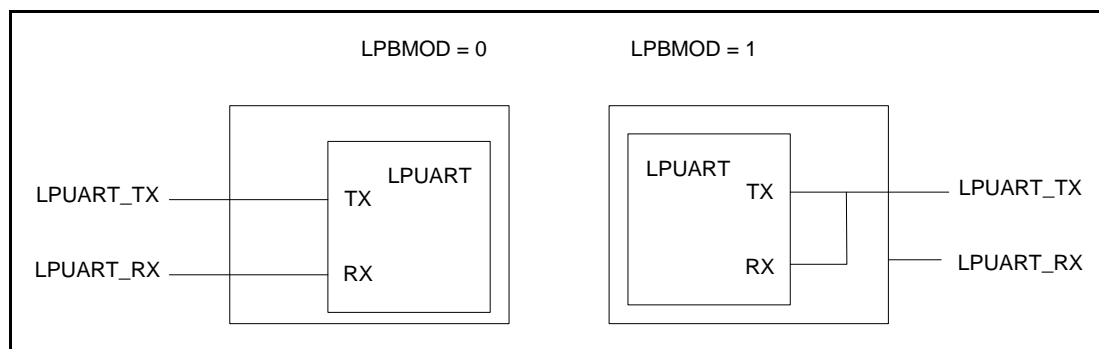 LPBMOD = 0
LPUART_TX
LPUART_RX
LPUART
TX
RX
LPBMOD = 1
LPUART
TX
RX
LPUART_TX
LPUART_RX